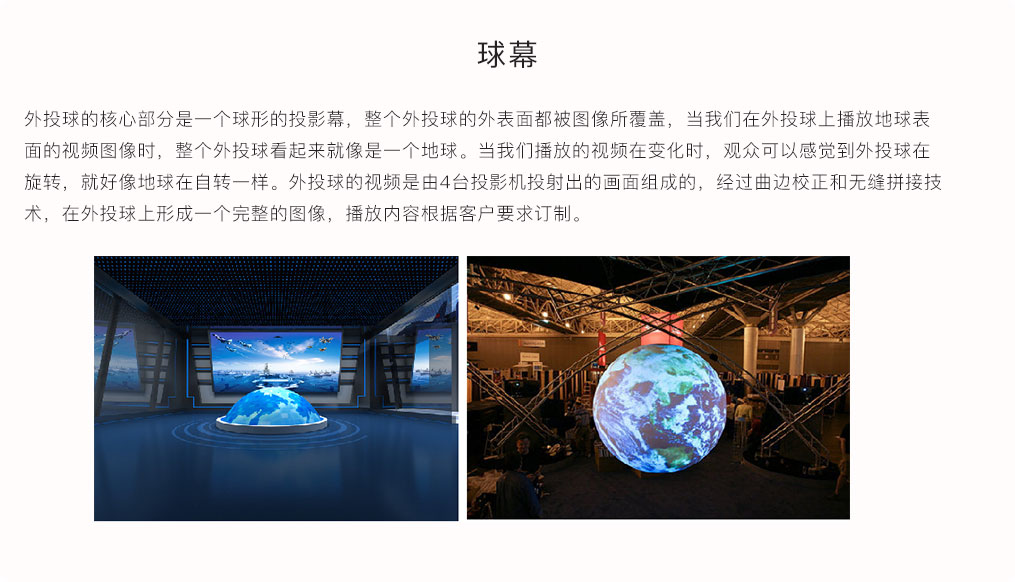 球幕
外投球的核心部分是一个球形的投影幕，整个外投球的外表面都被图像所覆盖，当我们在外投球上播放地球表
面的视频图像时，整个外投球看起来就像是一个地球。当我们播放的视频在变化时，观众可以感觉到外投球在
旋转，就好像地球在自转一样。外投球的视频是由4台投影机投射出的画面组成的，经过曲边校正和无缝拼接技
术，在外投球上形成一个完整的图像，播放内容根据客户要求订制。